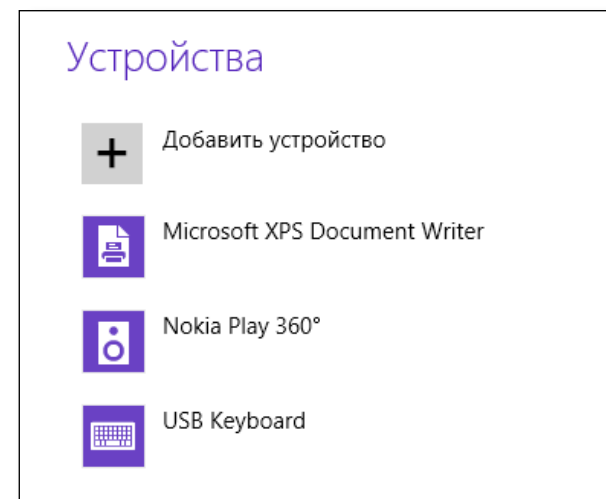 Устройства
Добавить устройство
Microsoft XPS Document Writer
Nokia Play 360°
USB Keyboard